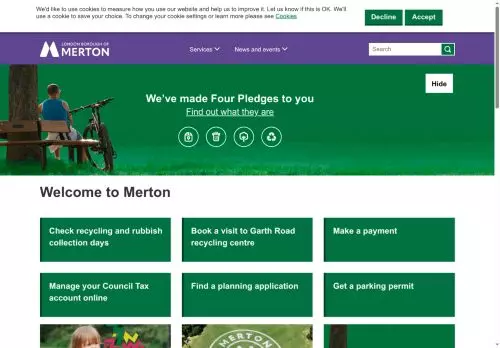 We'd like to use cookies to measure how you use our website and help us to improve it. Let us know if this is OK. We'll
use a cookie to save your choice. To change your cookie settings or learn more please see Cookies
Decline
Accept
LONDON BOROUGH OF
MERTON
Services
News and events
Search
Hide
We've made Four Pledges to you
Find out what they are
Welcome to Merton
Check recycling and rubbish
collection days
Book a visit to Garth Road
recycling centre
Make a payment
Manage your Council Tax
account online
Find a planning application
Get a parking permit
MERTON